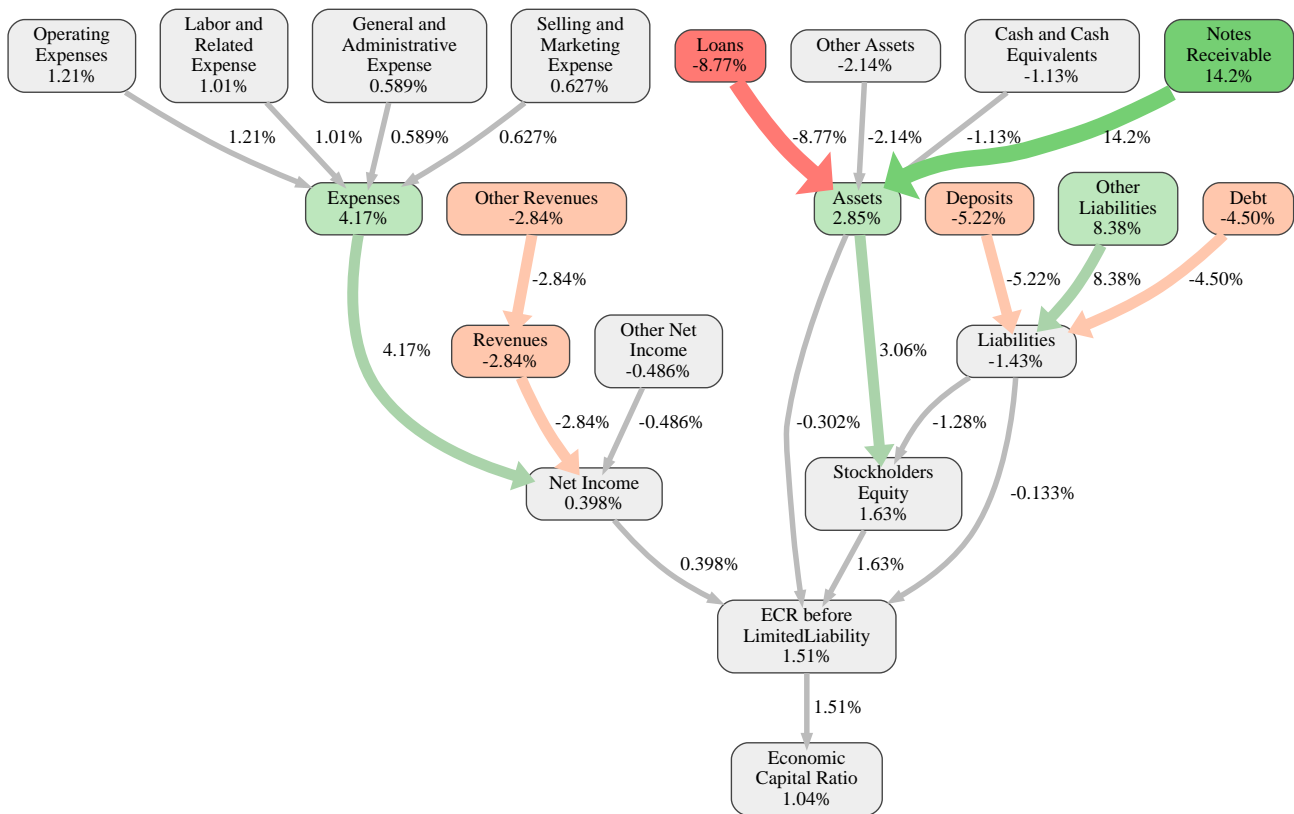 Operating
Expenses
1.21%
Labor and
Related
Expense
1.01%
General and
Administrative
Expense
0.589%
Selling and
Marketing
Expense
0.627%
Loans
-8.77%
Other Assets
-2.14%
Cash and Cash
Equivalents
-1.13%
Notes
Receivable
14.2%
1.21%
1.01%
0.589%
0.627%
-8.77%
-2.14%
-1.13%
14.2%
Expenses
4.17%
Other Revenues
-2.84%
Assets
2.85%
Deposits
-5.22%
Other
Liabilities
8.38%
Debt
-4.50%
-2.84%
-5.22%
8.38%
-4.50%
4.17%
Revenues
-2.84%
Other Net
Income
-0.486%
3.06%
Liabilities
-1.43%
-2.84%
-0.486%
-0.302%
-1.28%
Net Income
0.398%
Stockholders
Equity
1.63%
-0.133%
0.398%
1.63%
ECR before
LimitedLiability
1.51%
1.51%
Economic
Capital Ratio
1.04%